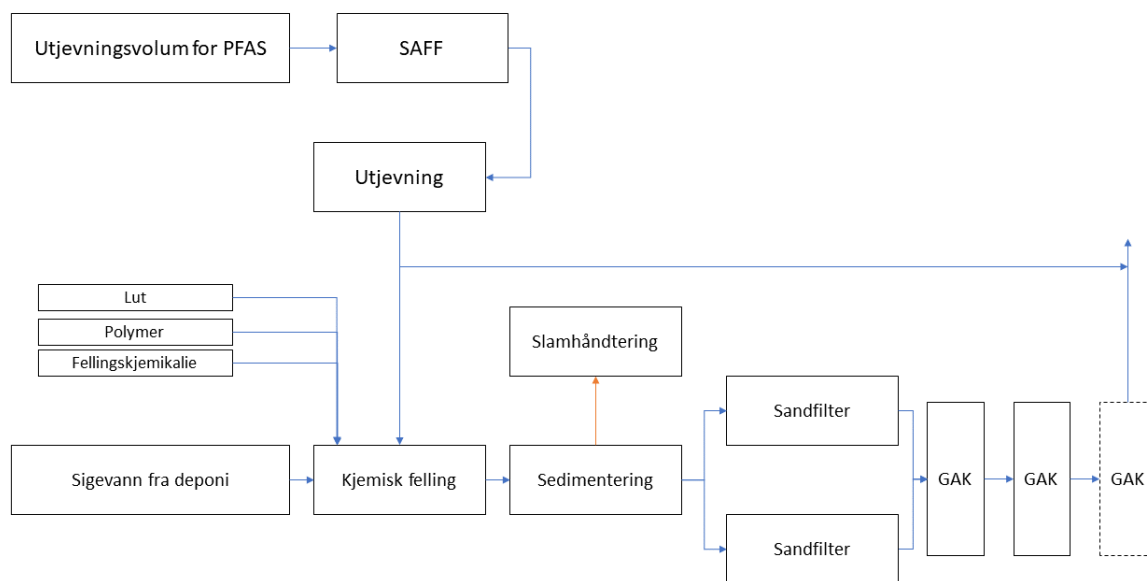 Utjevningsvolum for PFAS
SAFF
Utjevning
Lut
Polymer
Fellingskjemikalie
Slamhåndtering
Sandfilter
Sigevann fra deponi
Kjemisk felling
Sedimentering
GAK
GAK
GAK
Sandfilter